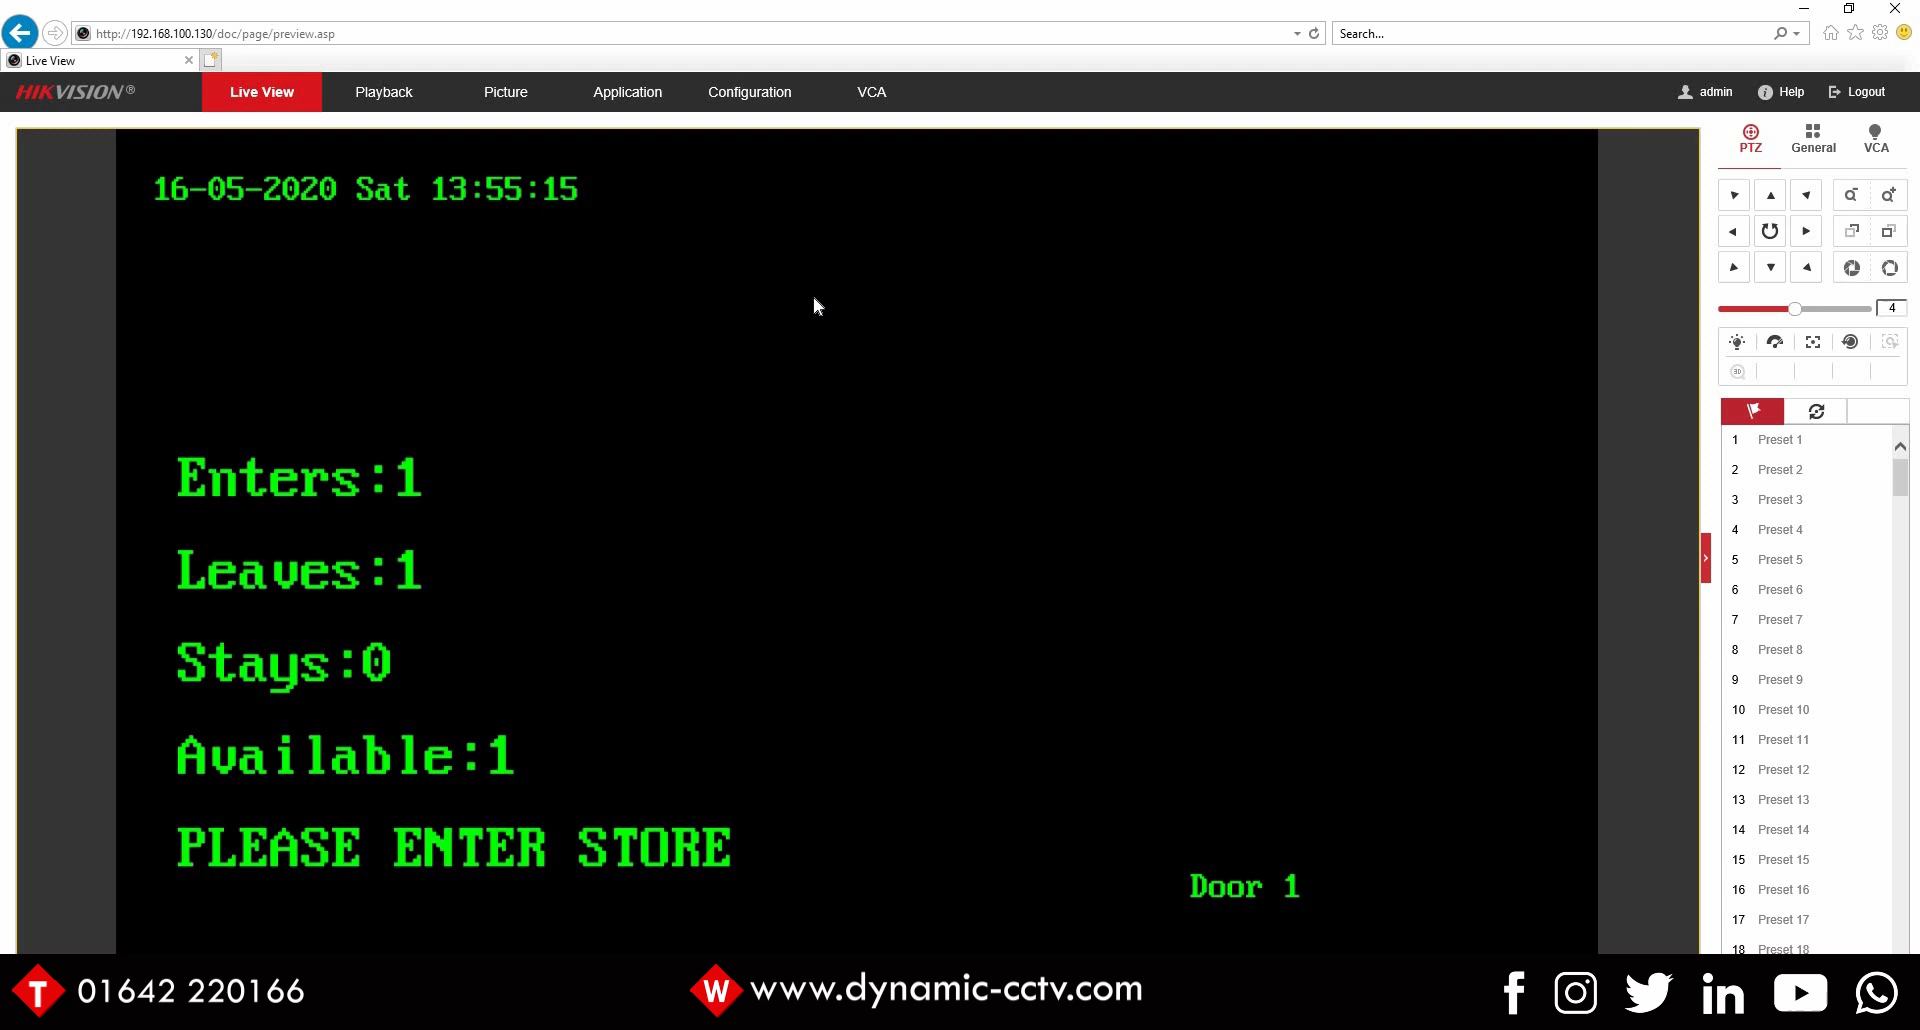 http://192.168.100.130/doc/page/preview.asp
Search...
Live View
HIKVISION®
Live View
Playback
Picture
Application
Configuration
VCA
admin
Help
Logout
PTZ
General
VCA
16-05-2020 Sat 13:55:15
4
3D
Enters:1
Leaves:1
Stays:0
Available:1
PLEASE ENTER STORE
Door 1
1 Preset 1
2 Preset 2
3 Preset 3
4 Preset 4
5 Preset 5
6 Preset 6
7 Preset 7
8 Preset 8
9 Preset 9
10 Preset 10
11 Preset 11
12 Preset 12
13 Preset 13
14 Preset 14
15 Preset 15
16 Preset 16
17 Preset 17
18 Preset 18
T 01642 220166
W www.dynamic-cctv.com